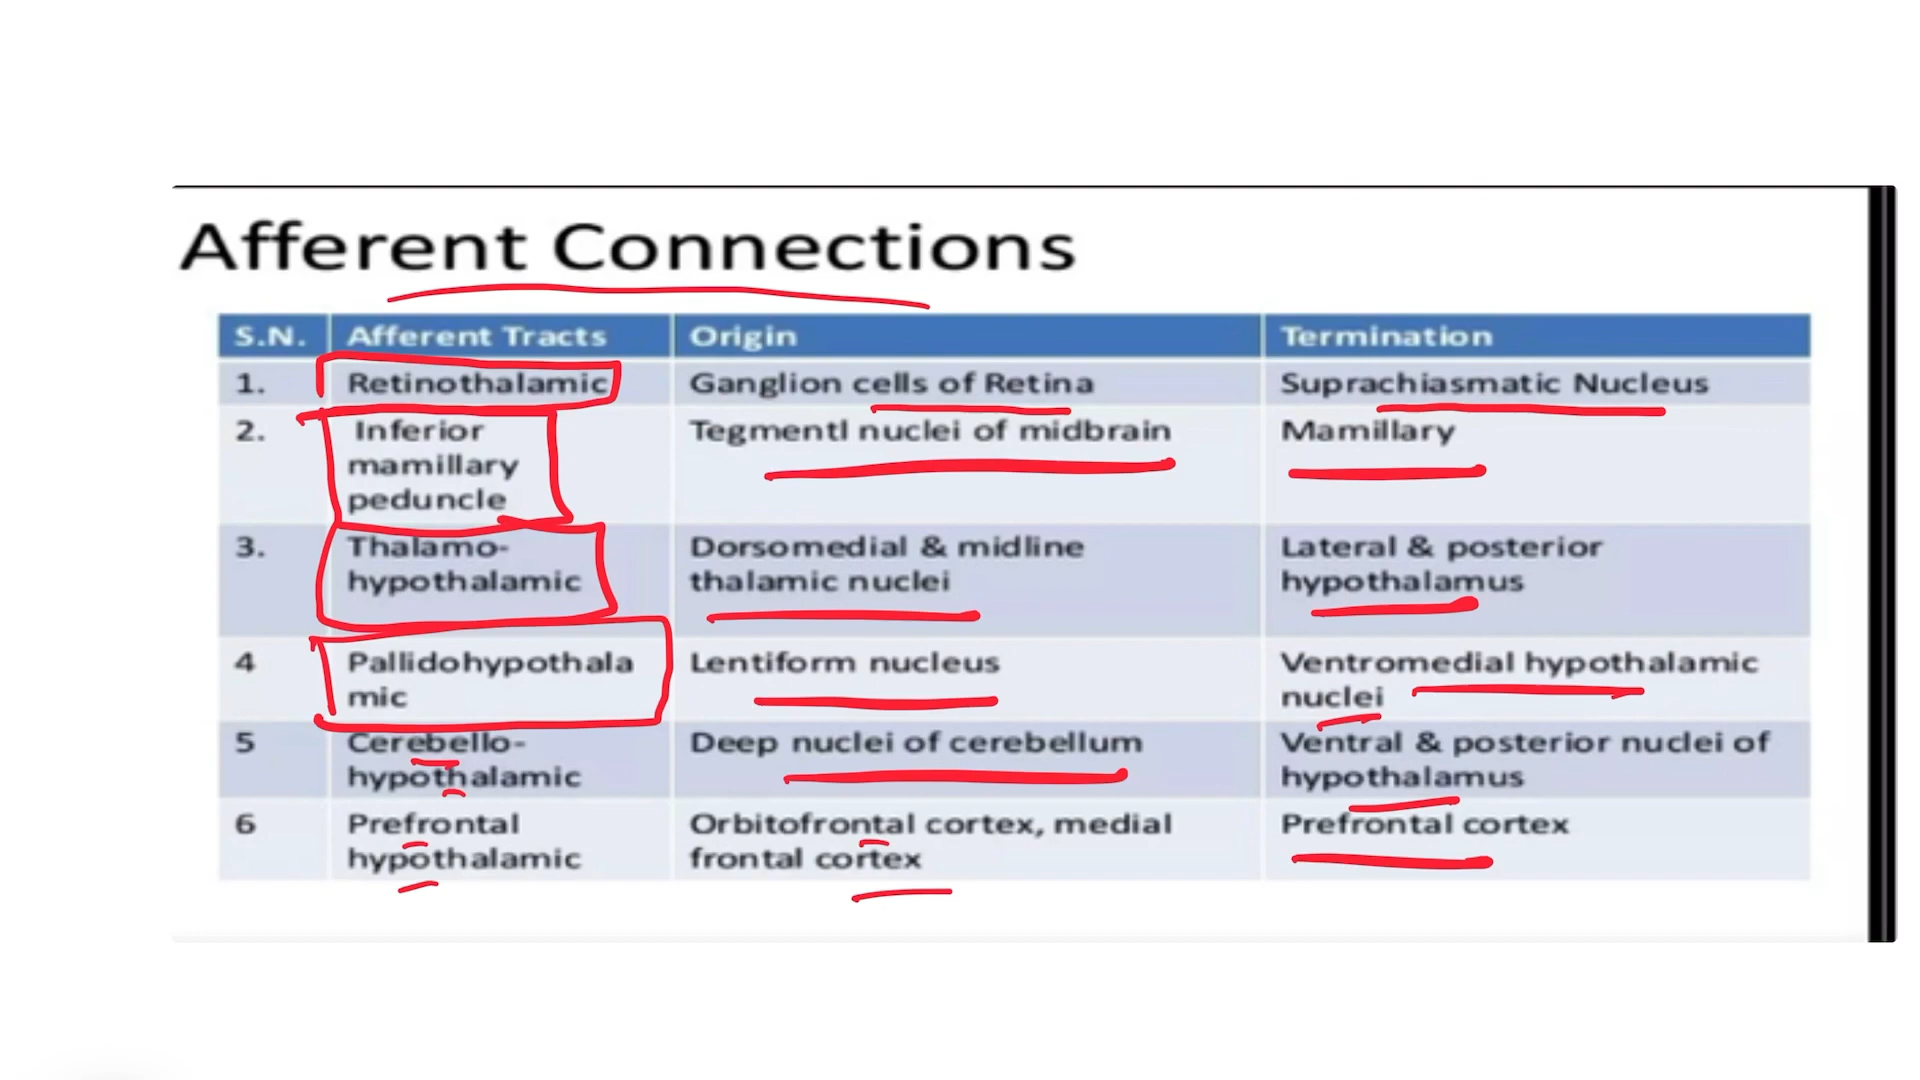 Afferent Connections
S.N. Afferent Tracts Origin Termination
1. Retinothalamic Ganglion cells of Retina Suprachiasmatic Nucleus
2. Inferior Tegmentl nuclei of midbrain Mamillary
mamillary
peduncle
3. Thalamo- Dorsomedial & midline Lateral & posterior
hypothalamic thalamic nuclei hypothalamus
4 Pallidohypothala Lentiform nucleus Ventromedial hypothalamic
mic nuclei
5 Cerebello- Deep nuclei of cerebellum Ventral & posterior nuclei of
hypothalamic hypothalamus
6 Prefrontal Orbitofrontal cortex, medial Prefrontal cortex
hypothalamic frontal cortex